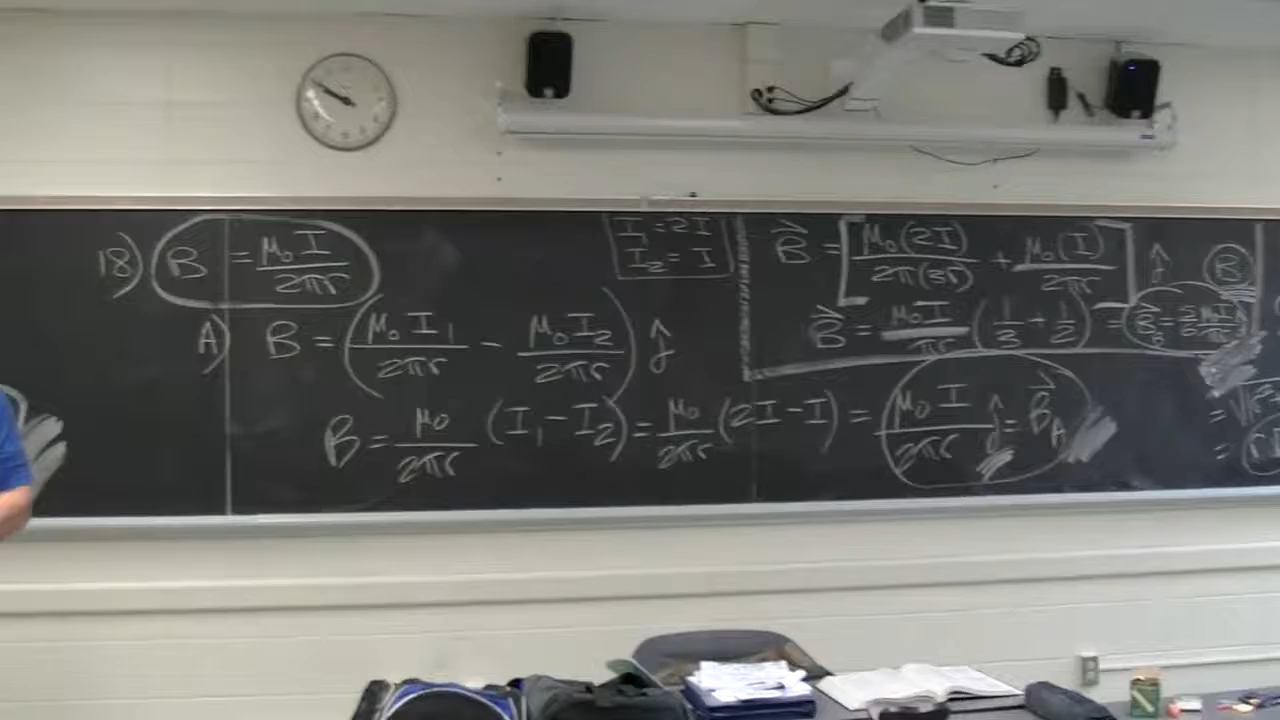 18) B = μ₀I / 2πr
A) B = (μ₀I₁ / 2πr − μ₀I₂ / 2πr) ĵ
B = μ₀ / 2πr (I₁ − I₂) = μ₀ / 2πr (2I − I) = μ₀I / 2πr ĵ = B⃗_A
I₁ = 2I
I₂ = I
B⃗ = [μ₀(2I) / 2π(3r) + μ₀(I) / 2πr] ĵ (B)
B⃗ = μ₀I / πr (1/3 + 1/2) =